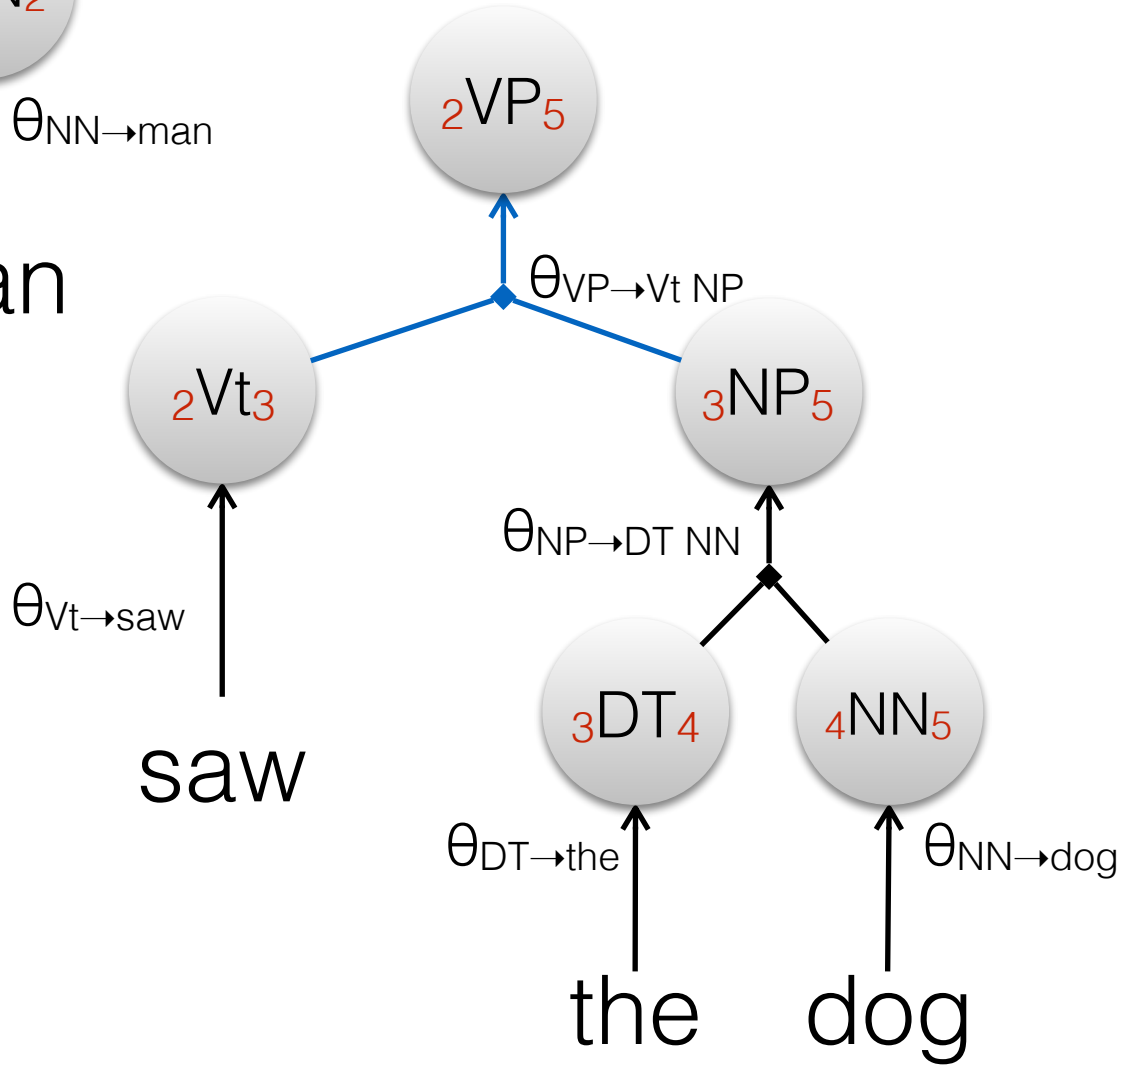 2VP5
θNN→man
θVP→Vt NP
2Vt3
3NP5
θNP→DT NN
θVt→saw
3DT4
4NN5
saw
θDT→the
θNN→dog
the dog